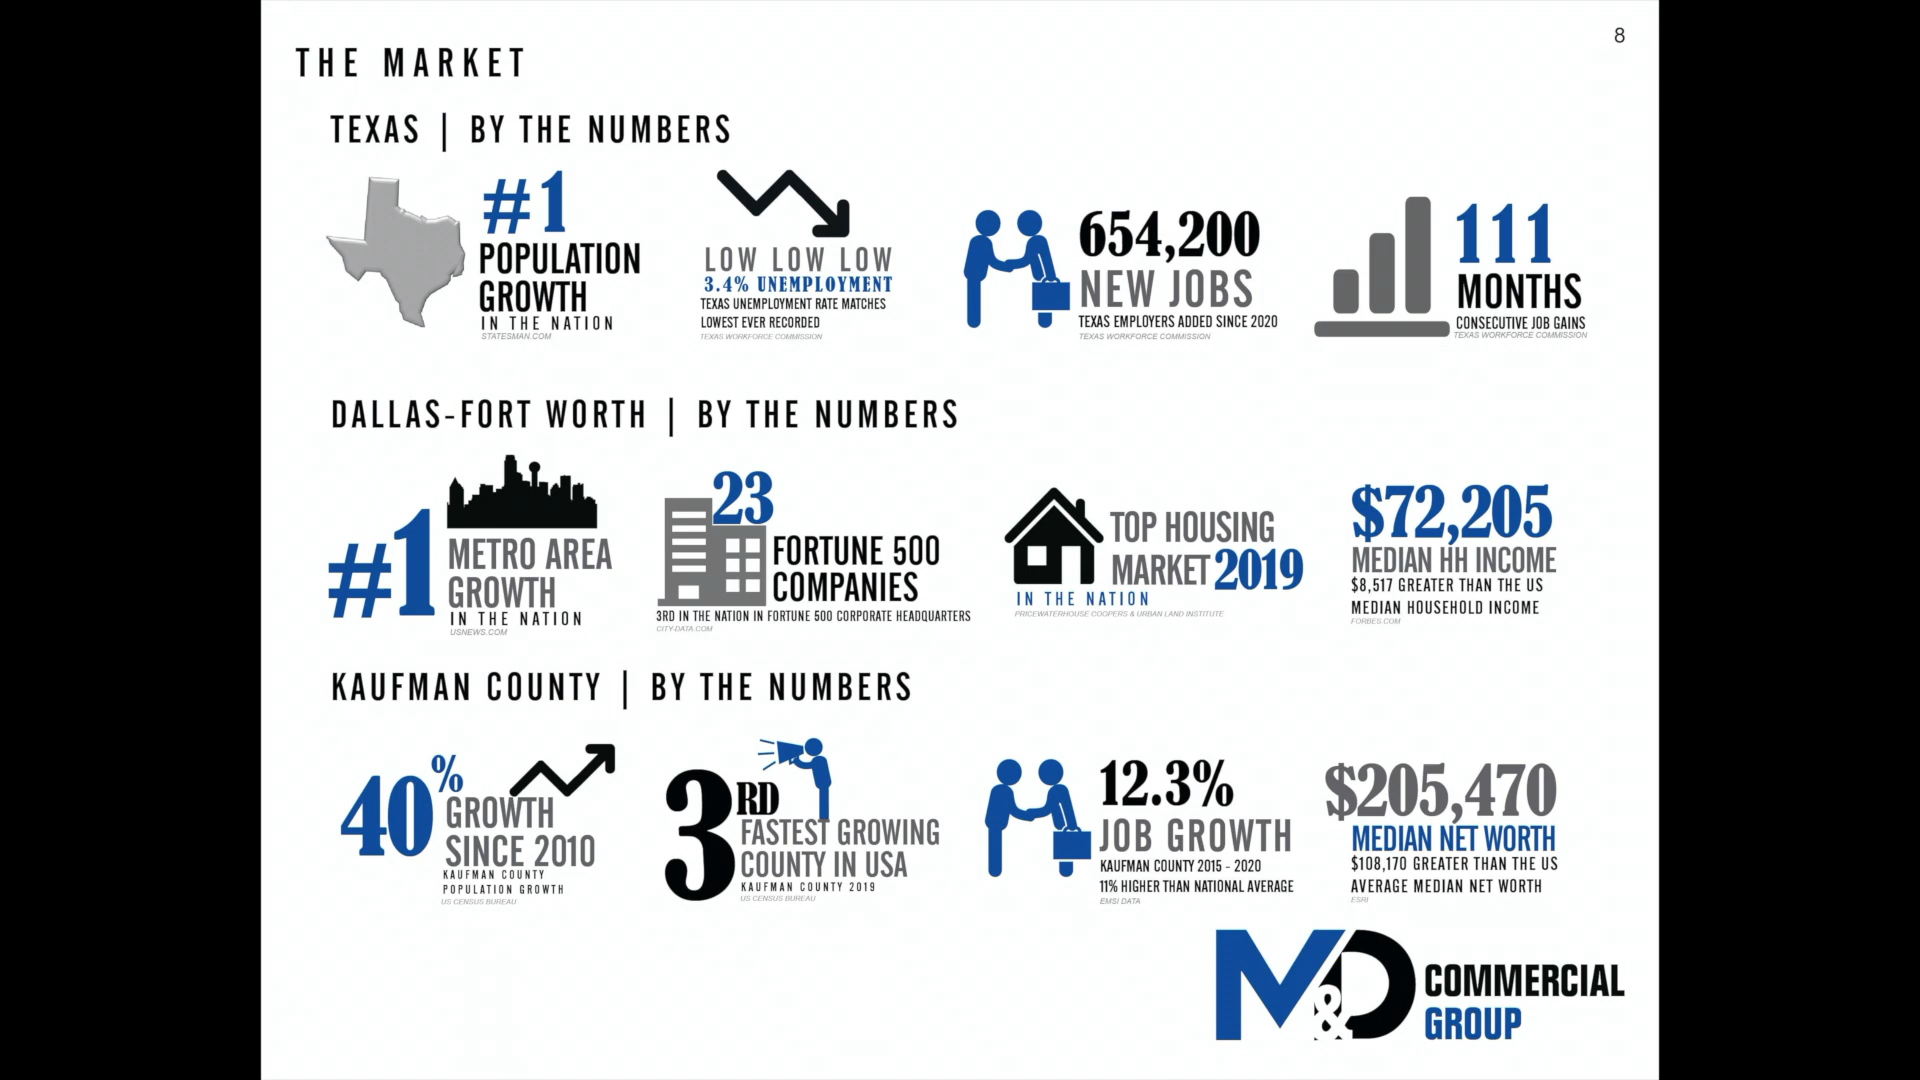 8
THE MARKET
TEXAS | BY THE NUMBERS
#1
POPULATION
GROWTH
IN THE NATION
STATESMAN.COM
LOW LOW LOW
3.4% UNEMPLOYMENT
TEXAS UNEMPLOYMENT RATE MATCHES
LOWEST EVER RECORDED
TEXAS WORKFORCE COMMISSION
654,200
NEW JOBS
TEXAS EMPLOYERS ADDED SINCE 2020
TEXAS WORKFORCE COMMISSION
111
MONTHS
CONSECUTIVE JOB GAINS
TEXAS WORKFORCE COMMISSION
DALLAS-FORT WORTH | BY THE NUMBERS
#1
METRO AREA
GROWTH
IN THE NATION
USNEWS.COM
23
FORTUNE 500
COMPANIES
3RD IN THE NATION IN FORTUNE 500 CORPORATE HEADQUARTERS
CITY-DATA.COM
TOP HOUSING
MARKET 2019
IN THE NATION
PRICEWATERHOUSE COOPERS & URBAN LAND INSTITUTE
$72,205
MEDIAN HH INCOME
$8,517 GREATER THAN THE US
MEDIAN HOUSEHOLD INCOME
FORBES.COM
KAUFMAN COUNTY | BY THE NUMBERS
40%
GROWTH
SINCE 2010
KAUFMAN COUNTY
POPULATION GROWTH
US CENSUS BUREAU
3RD
FASTEST GROWING
COUNTY IN USA
KAUFMAN COUNTY 2019
US CENSUS BUREAU
12.3%
JOB GROWTH
KAUFMAN COUNTY 2015 - 2020
11% HIGHER THAN NATIONAL AVERAGE
EMSI DATA
$205,470
MEDIAN NET WORTH
$108,170 GREATER THAN THE US
AVERAGE MEDIAN NET WORTH
ESRI
M&D
COMMERCIAL
GROUP